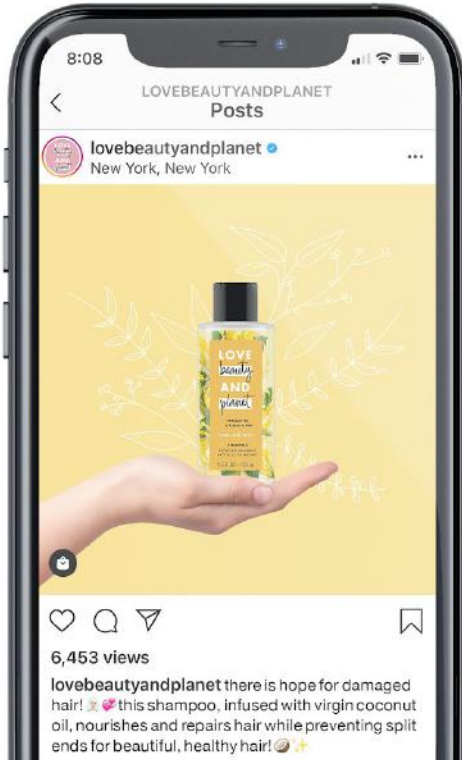 8:08
LOVEBEAUTYANDPLANET
Posts
lovebeautyandplanet
New York, New York
LOVE
beauty
AND
planet
6,453 views
lovebeautyandplanet there is hope for damaged
hair! 💞this shampoo, infused with virgin coconut
oil, nourishes and repairs hair while preventing split
ends for beautiful, healthy hair!🥥✨